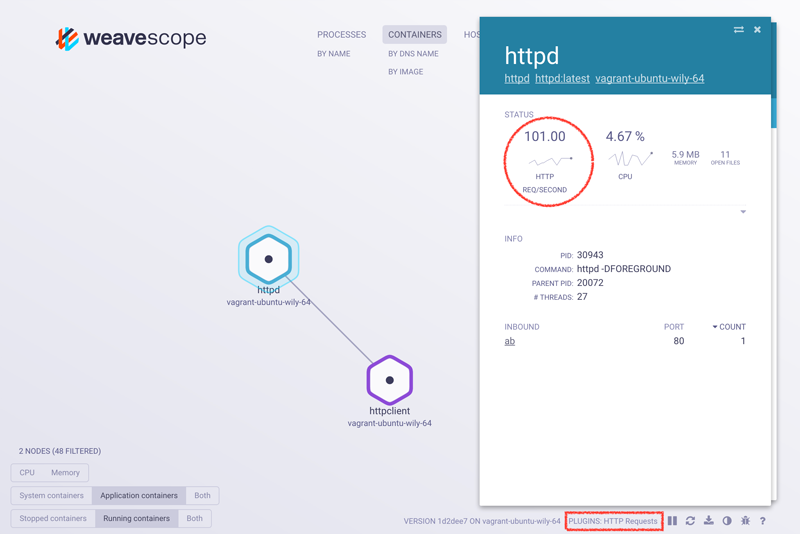 weavescope
PROCESSES
BY NAME
CONTAINERS
BY DNS NAME
BY IMAGE
HOS
httpd
httpd httpd:latest vagrant-ubuntu-wily-64
STATUS
101.00
HTTP
REQ/SECOND
4.67 %
CPU
5.9 MB
MEMORY
11
OPEN FILES
INFO
PID: 30943
COMMAND: httpd -DFOREGROUND
PARENT PID: 20072
# THREADS: 27
INBOUND PORT COUNT
ab 80 1
httpd
vagrant-ubuntu-wily-64
httpclient
vagrant-ubuntu-wily-64
2 NODES (48 FILTERED)
CPU Memory
System containers Application containers Both
Stopped containers Running containers Both
VERSION 1d2dee7 ON vagrant-ubuntu-wily-64 PLUGINS: HTTP Requests ?